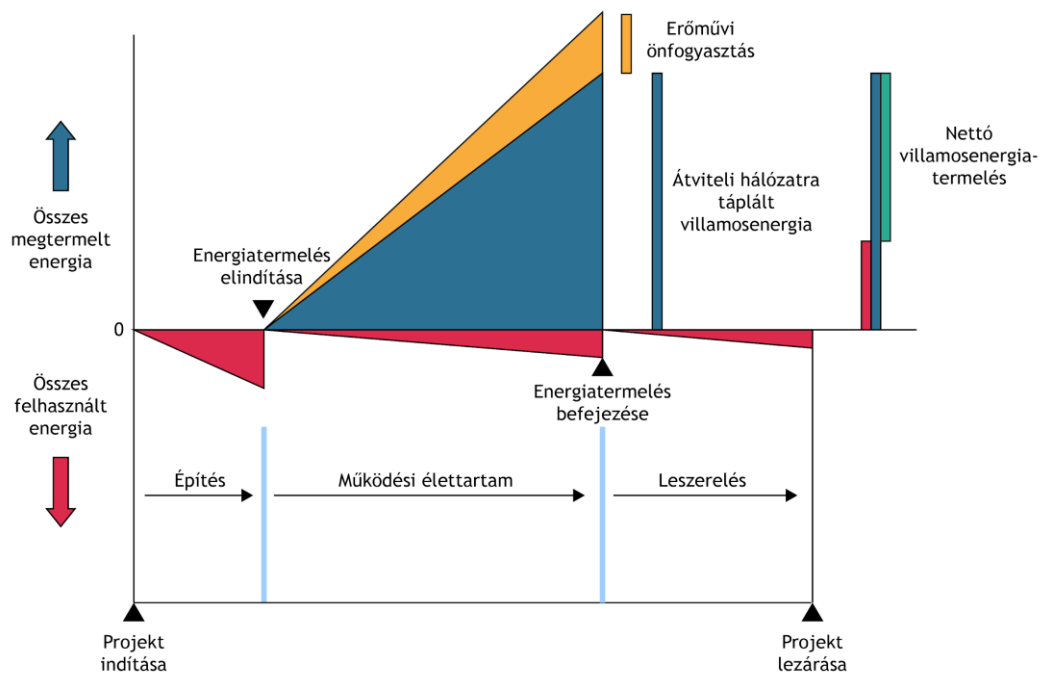 Erőművi
önfogyasztás
Nettó
villamosenergia-
termelés
Átviteli hálózatra
táplált
villamosenergia
Összes
megtermelt
energia
Energiatermelés
elindítása
0
Összes
felhasznált
energia
Energiatermelés
befejezése
Építés
Működési élettartam
Leszerelés
Projekt
indítása
Projekt
lezárása